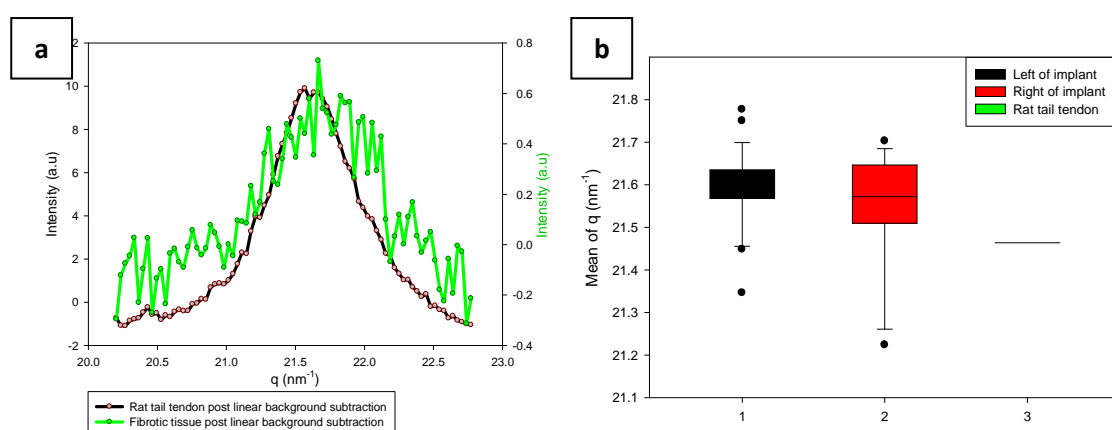 a
2
10
8
6
4
2
0
-2
Intensity (a.u)
0.8
0.6
0.4
0.2
0.0
-0.2
-0.4
Intensity (a.u)
20.0 20.5 21.0 21.5 22.0 22.5 23.0
q (nm-1)
Rat tail tendon post linear background subtraction
Fibrotic tissue post linear background subtraction
b
Left of implant
Right of implant
Rat tail tendon
21.8
21.7
21.6
21.5
21.4
21.3
21.2
21.1
Mean of q (nm-1)
1 2 3